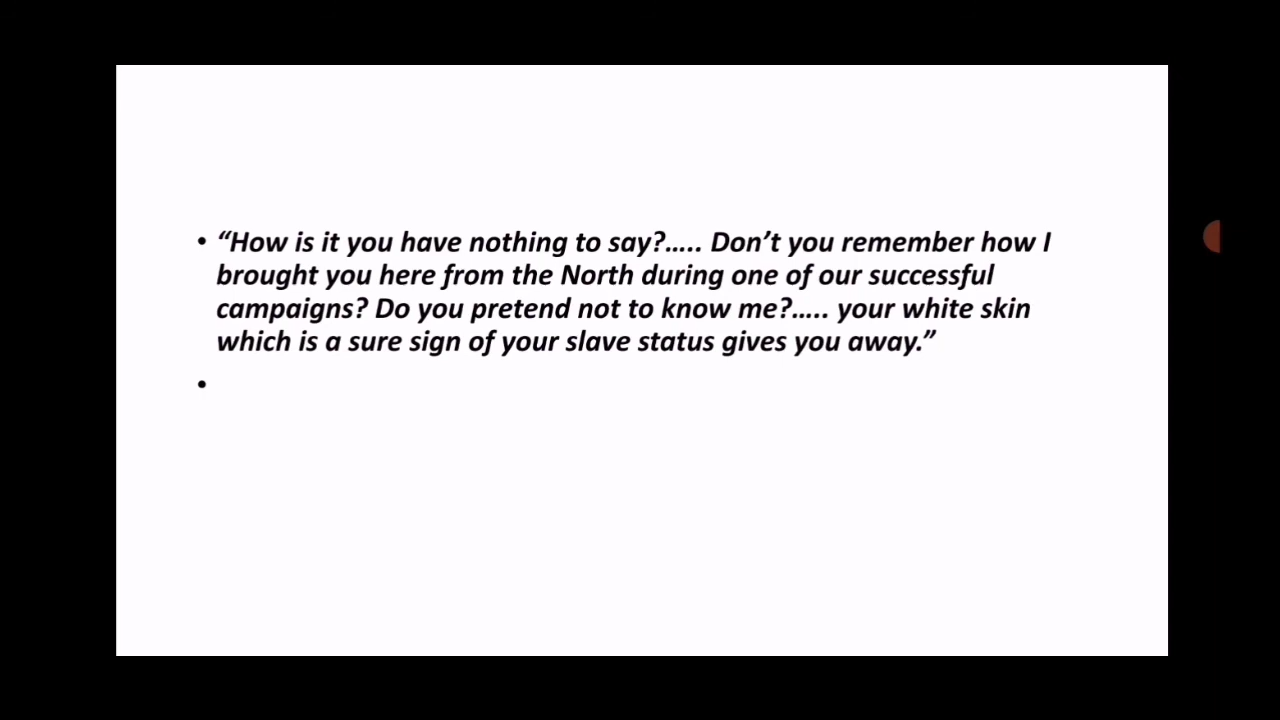 • “How is it you have nothing to say?..... Don’t you remember how I
brought you here from the North during one of our successful
campaigns? Do you pretend not to know me?..... your white skin
which is a sure sign of your slave status gives you away.”
•